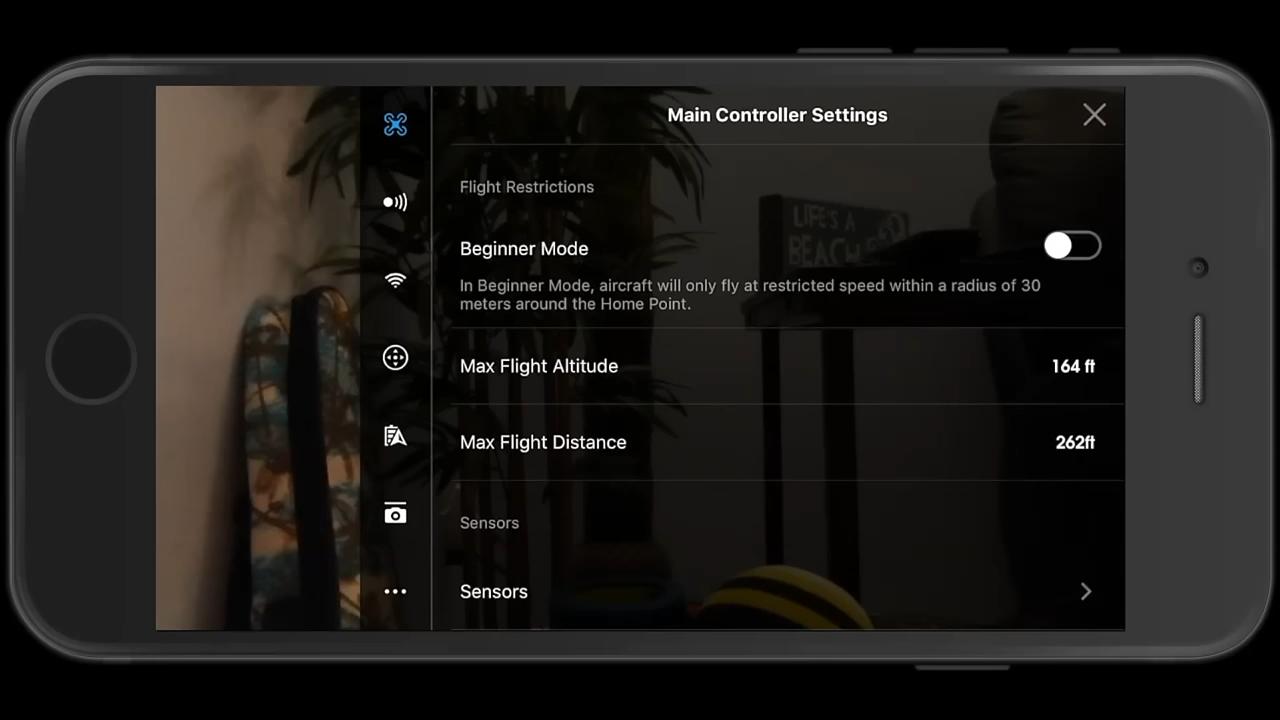 Main Controller Settings
Flight Restrictions
Beginner Mode
In Beginner Mode, aircraft will only fly at restricted speed within a radius of 30
meters around the Home Point.
Max Flight Altitude 164 ft
Max Flight Distance 262ft
Sensors
Sensors
LIFE'S A
BEACH